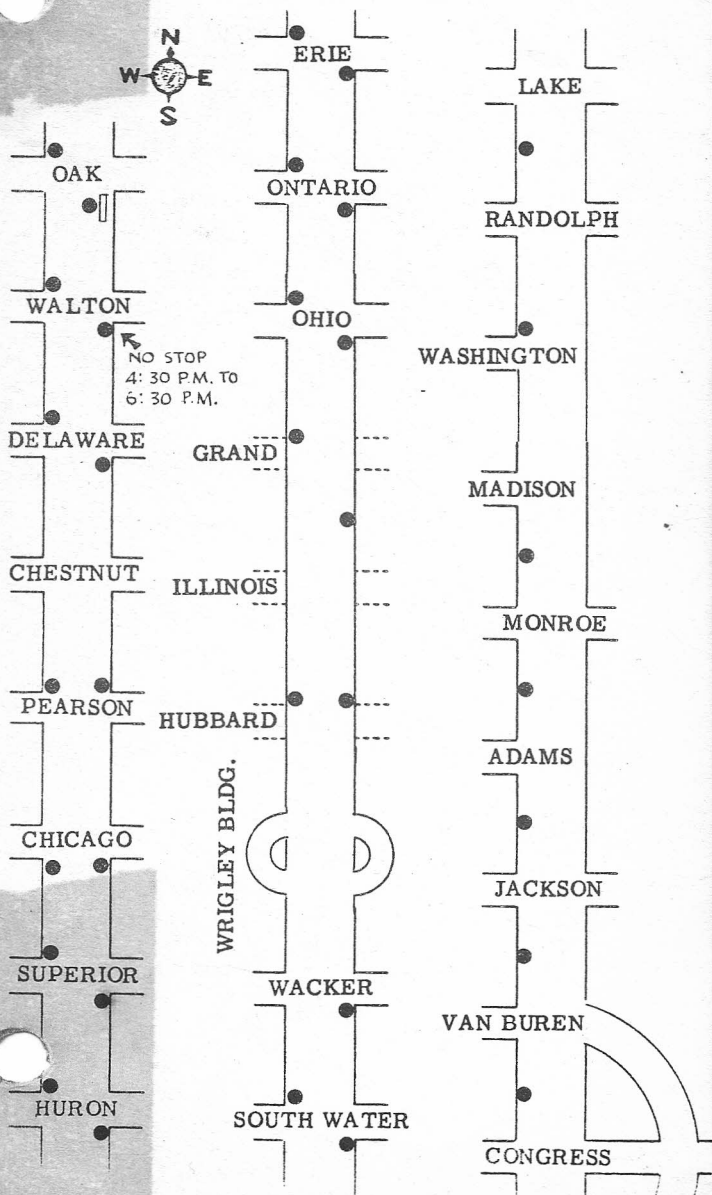 N
W E
S
OAK
WALTON
NO STOP
4:30 P.M. TO
6:30 P.M.
DELAWARE
CHESTNUT
PEARSON
CHICAGO
SUPERIOR
HURON
ERIE
ONTARIO
OHIO
GRAND
ILLINOIS
HUBBARD
WRIGLEY BLDG.
WACKER
SOUTH WATER
LAKE
RANDOLPH
WASHINGTON
MADISON
MONROE
ADAMS
JACKSON
VAN BUREN
CONGRESS